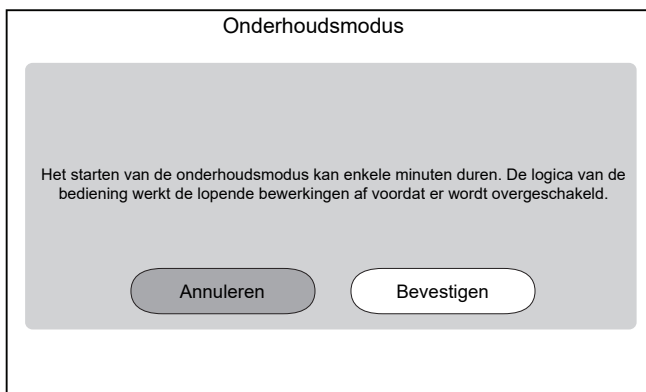 Onderhoudsmodus
Het starten van de onderhoudsmodus kan enkele minuten duren. De logica van de
bediening werkt de lopende bewerkingen af voordat er wordt overgeschakeld.
Annuleren
Bevestigen